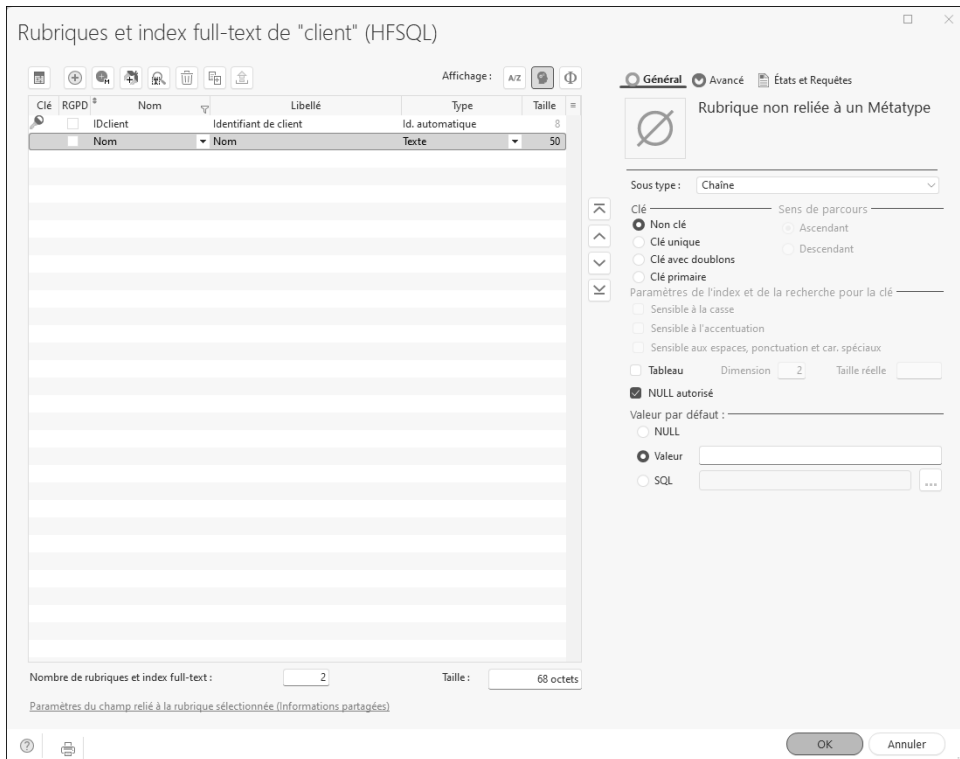 Rubriques et index full-text de "client" (HFSQL)
Affichage : A/Z
Clé RGPD Nom Libellé Type Taille
IDclient Identifiant de client Id. automatique 8
Nom Nom Texte 50
Nombre de rubriques et index full-text : 2 Taille : 68 octets
Paramètres du champ relié à la rubrique sélectionnée (Informations partagées)
Général Avancé États et Requêtes
Rubrique non reliée à un Métatype
Sous type : Chaîne
Clé Sens de parcours
Non clé Ascendant
Clé unique Descendant
Clé avec doublons
Clé primaire
Paramètres de l'index et de la recherche pour la clé
Sensible à la casse
Sensible à l'accentuation
Sensible aux espaces, ponctuation et car. spéciaux
Tableau Dimension 2 Taille réelle
NULL autorisé
Valeur par défaut :
NULL
Valeur
SQL ...
? OK Annuler